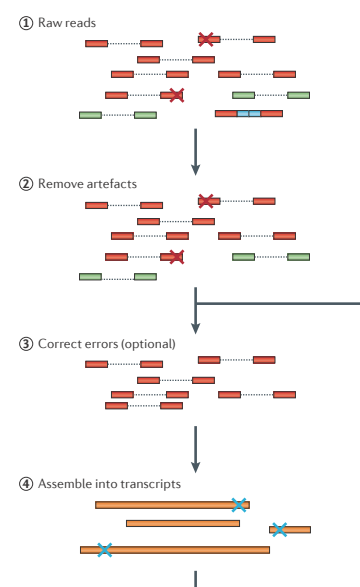 ① Raw reads
② Remove artefacts
③ Correct errors (optional)
④ Assemble into transcripts